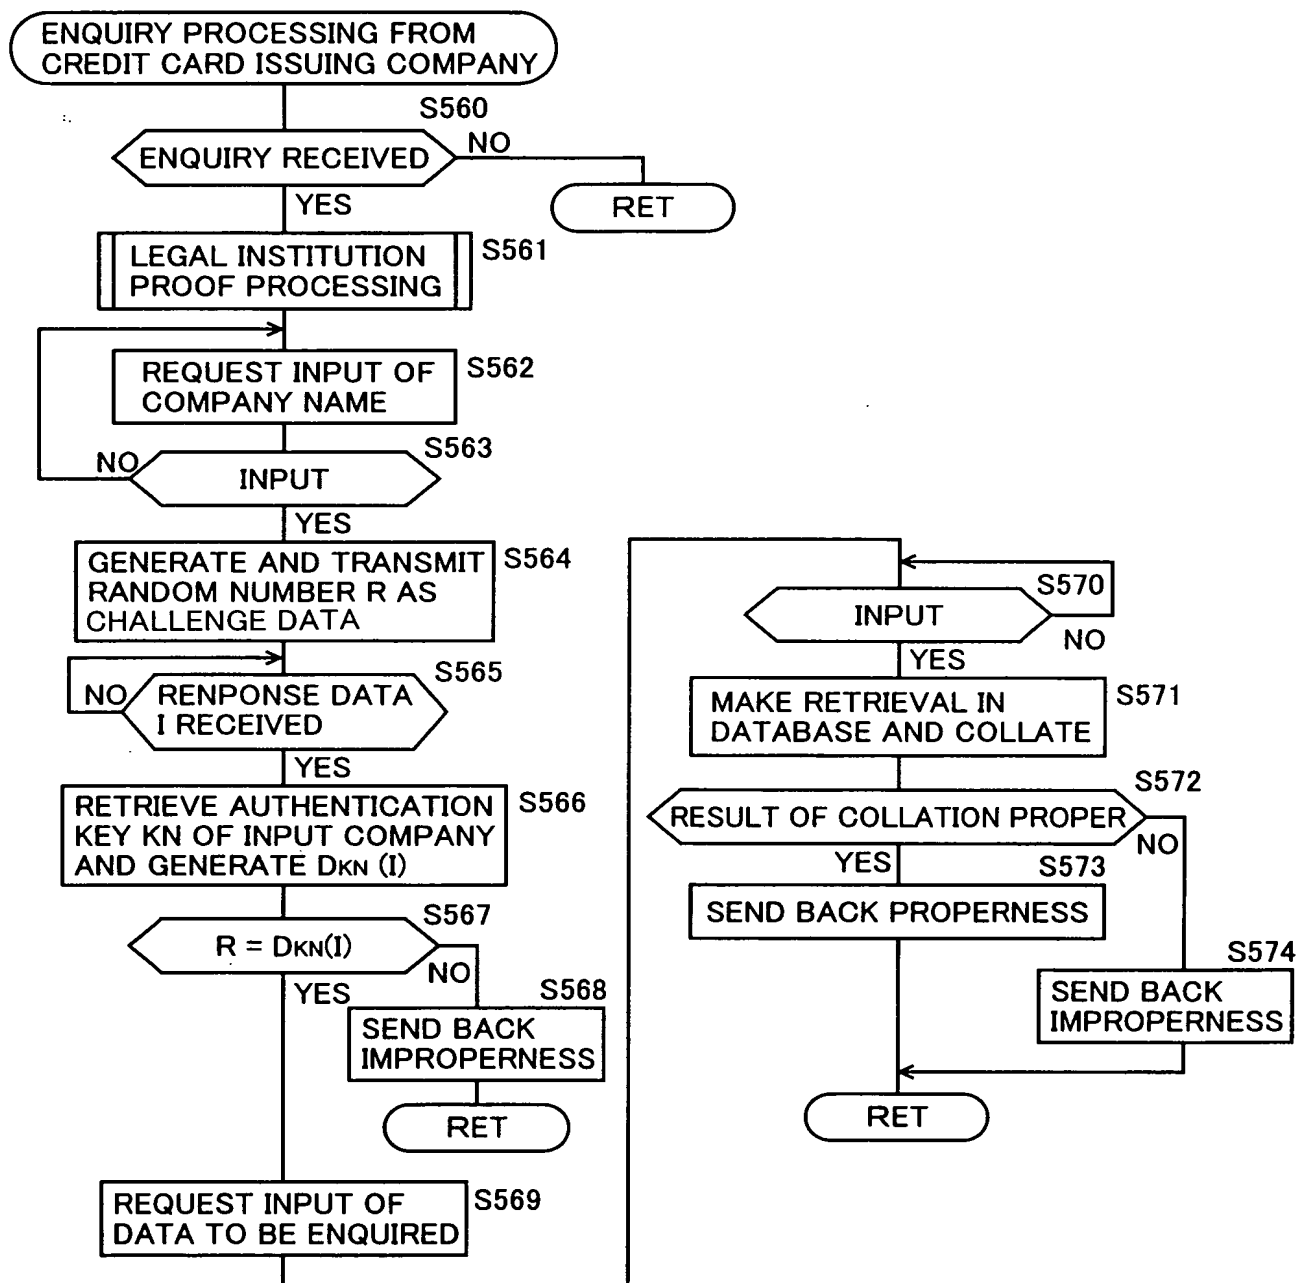 ENQUIRY PROCESSING FROM
CREDIT CARD ISSUING COMPANY
S560
ENQUIRY RECEIVED
NO
RET
YES
LEGAL INSTITUTION
PROOF PROCESSING
S561
REQUEST INPUT OF
COMPANY NAME
S562
S563
NO
INPUT
YES
GENERATE AND TRANSMIT
RANDOM NUMBER R AS
CHALLENGE DATA
S564
S565
NO
RENPONSE DATA
I RECEIVED
YES
RETRIEVE AUTHENTICATION
KEY KN OF INPUT COMPANY
AND GENERATE DKN (I)
S566
S567
R = DKN(I)
NO
YES
S568
SEND BACK
IMPROPERNESS
RET
REQUEST INPUT OF
DATA TO BE ENQUIRED
S569
S570
INPUT
NO
YES
MAKE RETRIEVAL IN
DATABASE AND COLLATE
S571
S572
RESULT OF COLLATION PROPER
NO
YES
S573
SEND BACK PROPERNESS
S574
SEND BACK
IMPROPERNESS
RET